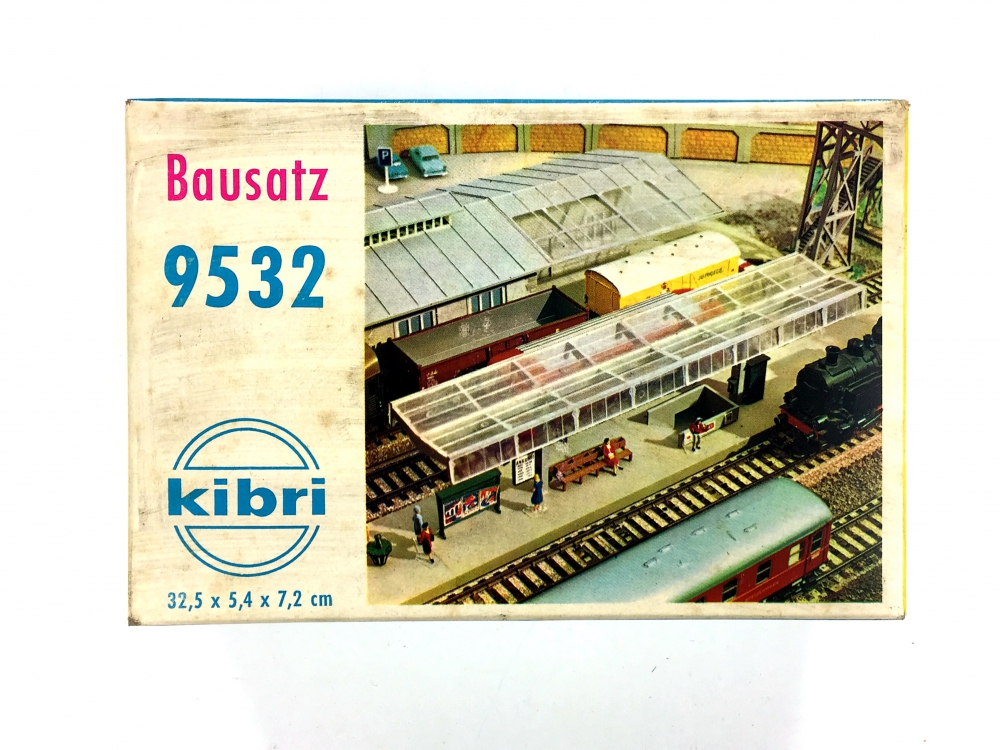 Bausatz
9532
kibri
32,5 x 5,4 x 7,2 cm
P